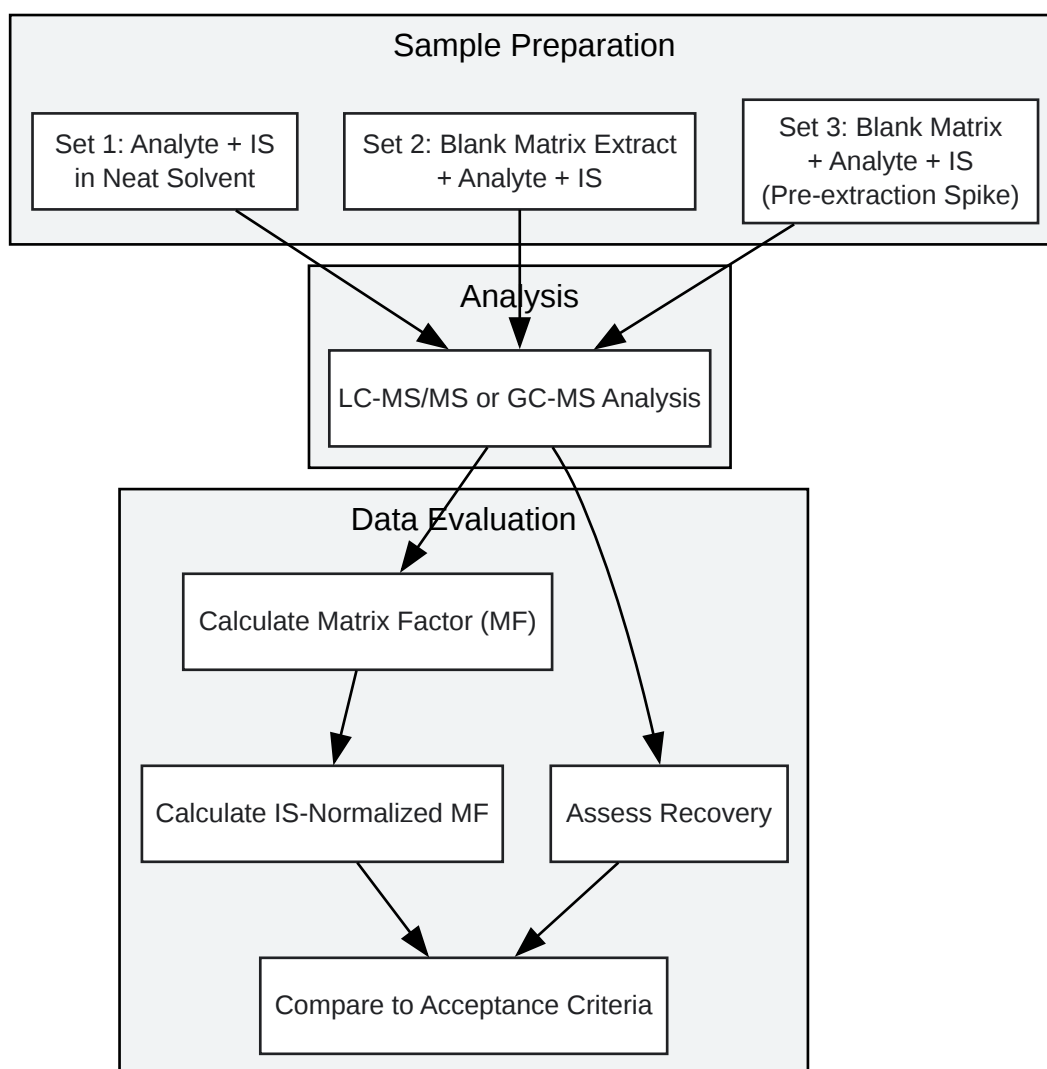 Sample Preparation
Set 1: Analyte + IS
in Neat Solvent
Set 2: Blank Matrix Extract
+ Analyte + IS
Set 3: Blank Matrix
+ Analyte + IS
(Pre-extraction Spike)
Analysis
LC-MS/MS or GC-MS Analysis
Data Evaluation
Calculate Matrix Factor (MF)
Calculate IS-Normalized MF
Assess Recovery
Compare to Acceptance Criteria